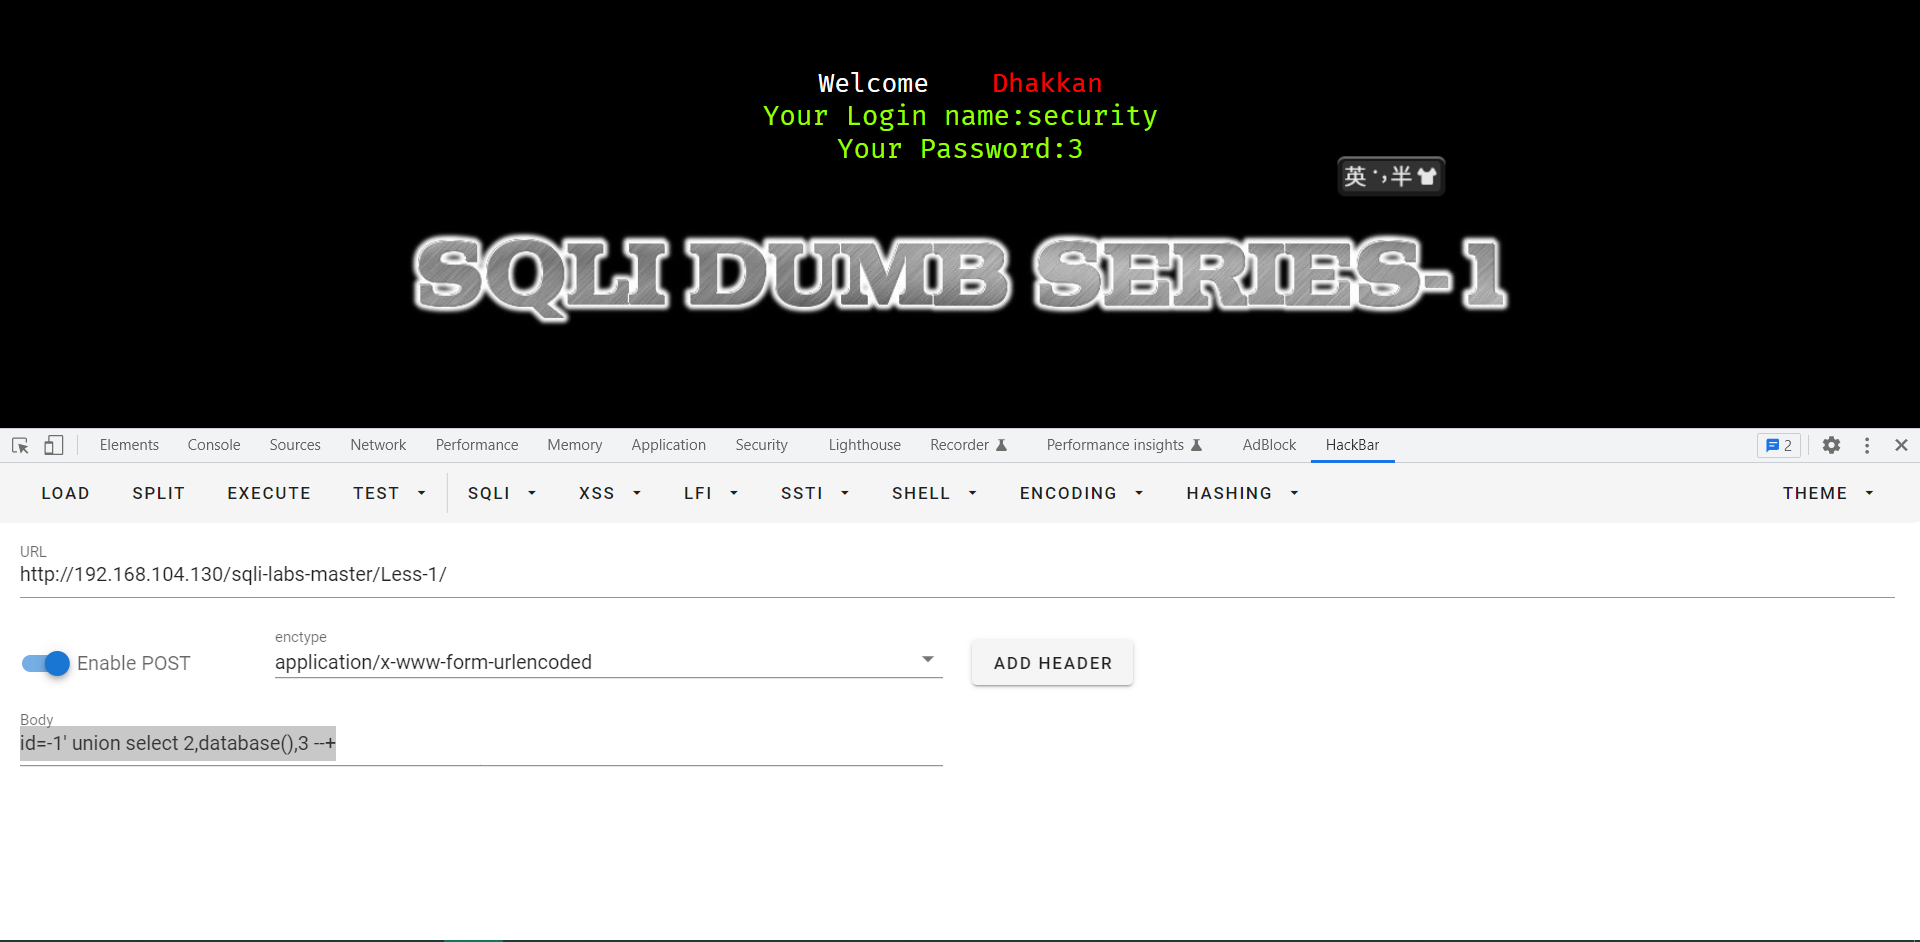 Welcome Dhakkan
Your Login name:security
Your Password:3
英 ·, 半
SQLI DUMB SERIES-1
Elements Console Sources Network Performance Memory Application Security Lighthouse Recorder Performance insights AdBlock HackBar 2
LOAD SPLIT EXECUTE TEST SQLI XSS LFI SSTI SHELL ENCODING HASHING THEME
URL
http://192.168.104.130/sqli-labs-master/Less-1/
enctype
Enable POST application/x-www-form-urlencoded ADD HEADER
Body
id=-1' union select 2,database(),3 --+